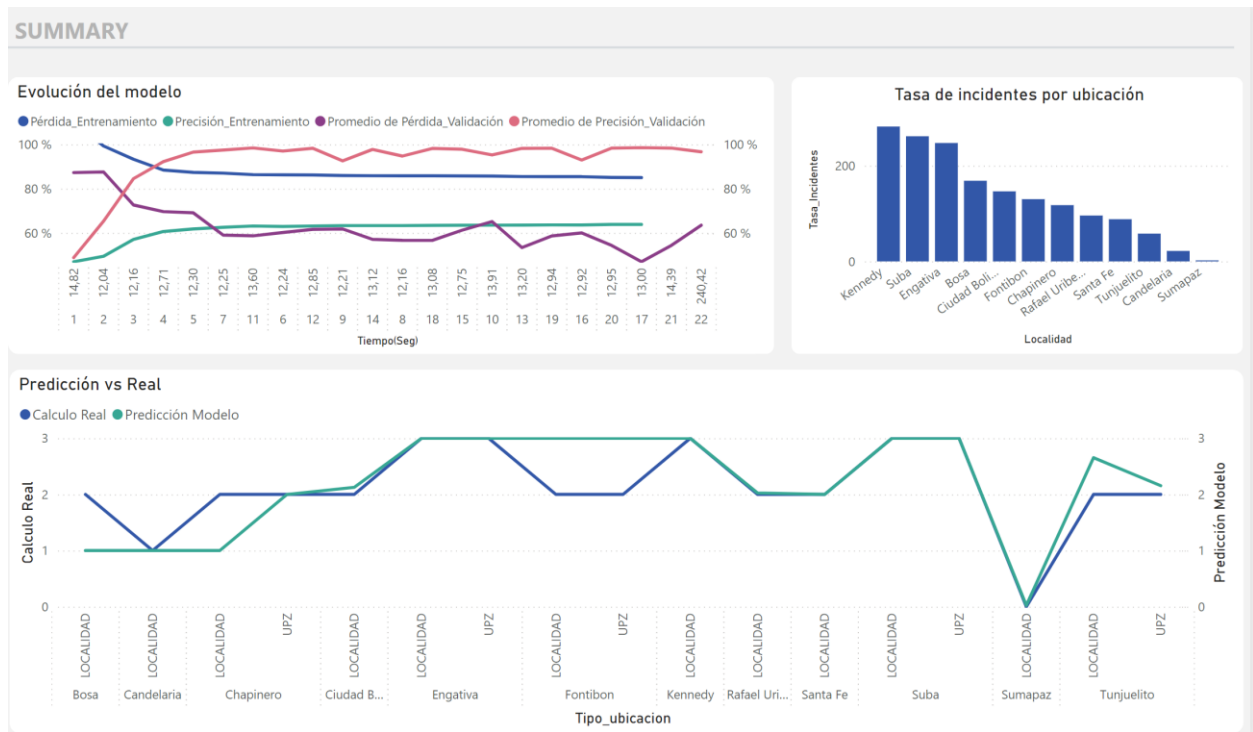 SUMMARY
Evolución del modelo
Pérdida_Entrenamiento Precisión_Entrenamiento Promedio de Pérdida_Validación Promedio de Precisión_Validación
100 % 100 %
80 % 80 %
60 % 60 %
14,82 12,04 12,16 12,71 12,30 12,25 13,60 12,24 12,85 12,21 13,12 12,16 13,08 12,75 13,91 13,20 12,94 12,92 12,95 13,00 14,39 240,42
1 2 3 4 5 7 11 6 12 9 14 8 18 15 10 13 19 16 20 17 21 22
Tiempo(Seg)
Tasa de incidentes por ubicación
Tasa_Incidentes
200
0
Kennedy Suba Engativa Bosa Ciudad Boli... Fontibon Chapinero Rafael Uribe... Santa Fe Tunjuelito Candelaria Sumapaz
Localidad
Predicción vs Real
Calculo Real Predicción Modelo
Calculo Real
3 3
2 2
1 1
0 0
Predicción Modelo
LOCALIDAD LOCALIDAD LOCALIDAD UPZ LOCALIDAD LOCALIDAD UPZ LOCALIDAD UPZ LOCALIDAD LOCALIDAD LOCALIDAD LOCALIDAD UPZ LOCALIDAD LOCALIDAD UPZ
Bosa Candelaria Chapinero Ciudad B... Engativa Fontibon Kennedy Rafael Uri... Santa Fe Suba Sumapaz Tunjuelito
Tipo_ubicacion